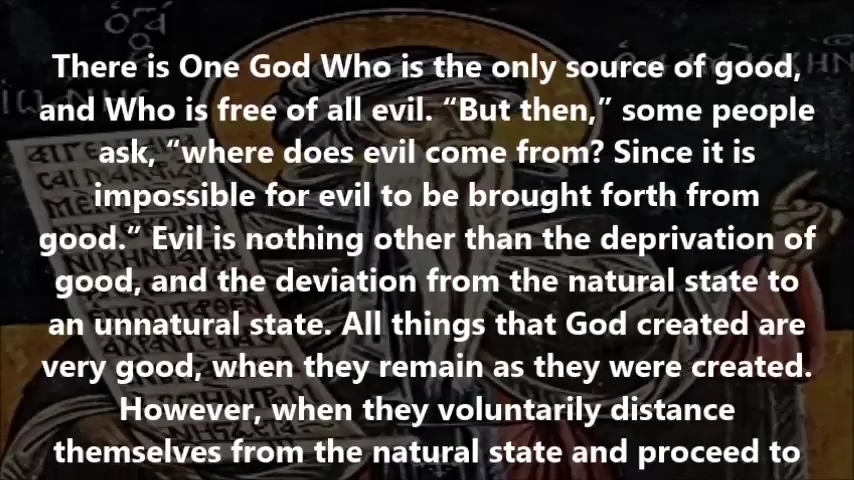 There is One God Who is the only source of good,
and Who is free of all evil. “But then,” some people
ask, “where does evil come from? Since it is
impossible for evil to be brought forth from
good.” Evil is nothing other than the deprivation of
good, and the deviation from the natural state to
an unnatural state. All things that God created are
very good, when they remain as they were created.
However, when they voluntarily distance
themselves from the natural state and proceed to